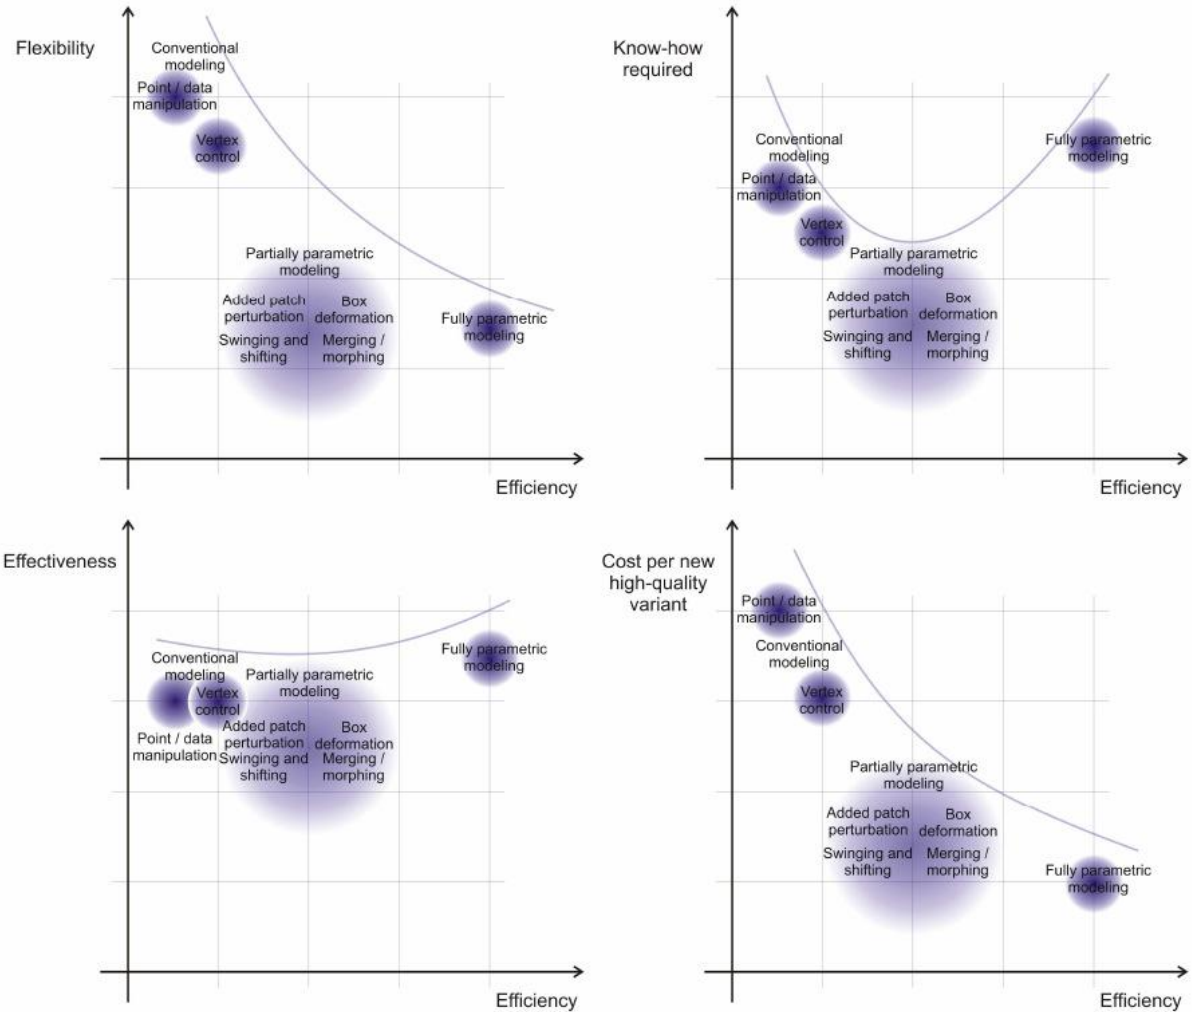 Flexibility
Conventional
modeling
Point / data
manipulation
Vertex
control
Partially parametric
modeling
Added patch
perturbation
Box
deformation
Swinging and
shifting
Merging /
morphing
Fully parametric
modeling
Efficiency
Know-how
required
Conventional
modeling
Point / data
manipulation
Vertex
control
Fully parametric
modeling
Partially parametric
modeling
Added patch
perturbation
Box
deformation
Swinging and
shifting
Merging /
morphing
Efficiency
Effectiveness
Conventional
modeling
Vertex
control
Point / data
manipulation
Partially parametric
modeling
Added patch
perturbation
Box
deformation
Swinging and
shifting
Merging /
morphing
Fully parametric
modeling
Efficiency
Cost per new
high-quality
variant
Point / data
manipulation
Conventional
modeling
Vertex
control
Partially parametric
modeling
Added patch
perturbation
Box
deformation
Swinging and
shifting
Merging /
morphing
Fully parametric
modeling
Efficiency